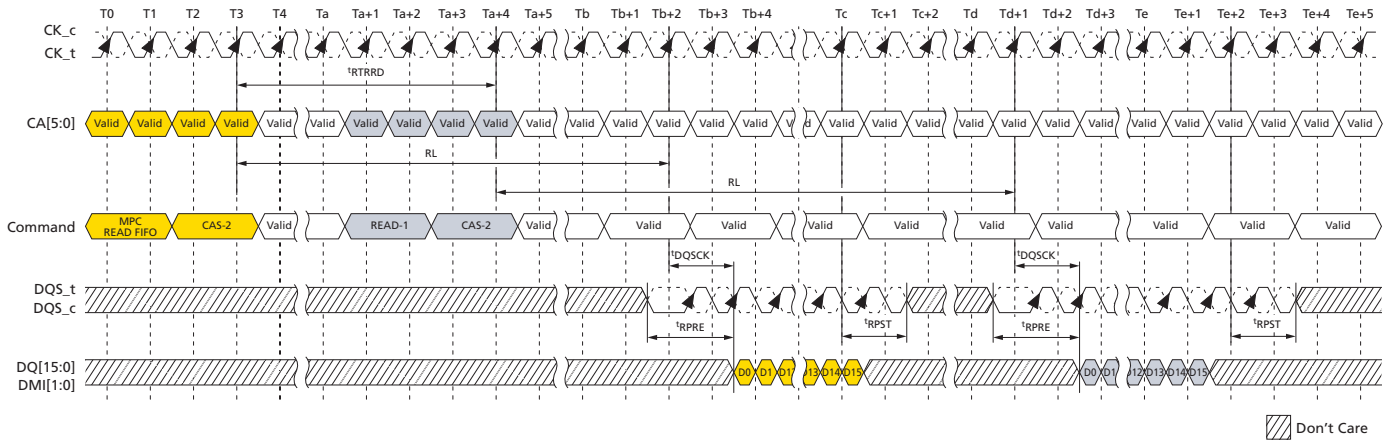 T0 T1 T2 T3 T4 Ta Ta+1 Ta+2 Ta+3 Ta+4 Ta+5 Tb Tb+1 Tb+2 Tb+3 Tb+4 Tc Tc+1 Tc+2 Td Td+1 Td+2 Td+3 Te Te+1 Te+2 Te+3 Te+4 Te+5
CK_c
CK_t
tRTRRD
CA[5:0] Valid Valid Valid Valid Valid Valid Valid Valid Valid Valid Valid Valid Valid Valid Valid Valid Valid Valid Valid Valid Valid Valid Valid Valid Valid Valid Valid Valid
RL
RL
Command MPC READ FIFO CAS-2 Valid READ-1 CAS-2 Valid Valid Valid Valid Valid Valid Valid Valid Valid Valid
tDQSCK tDQSCK
DQS_t
DQS_c
tRPRE tRPST tRPRE tRPST
DQ[15:0]
DMI[1:0]
D0 D1 D13 D14 D15 D0 D1 D12 D13 D14 D15
Don't Care